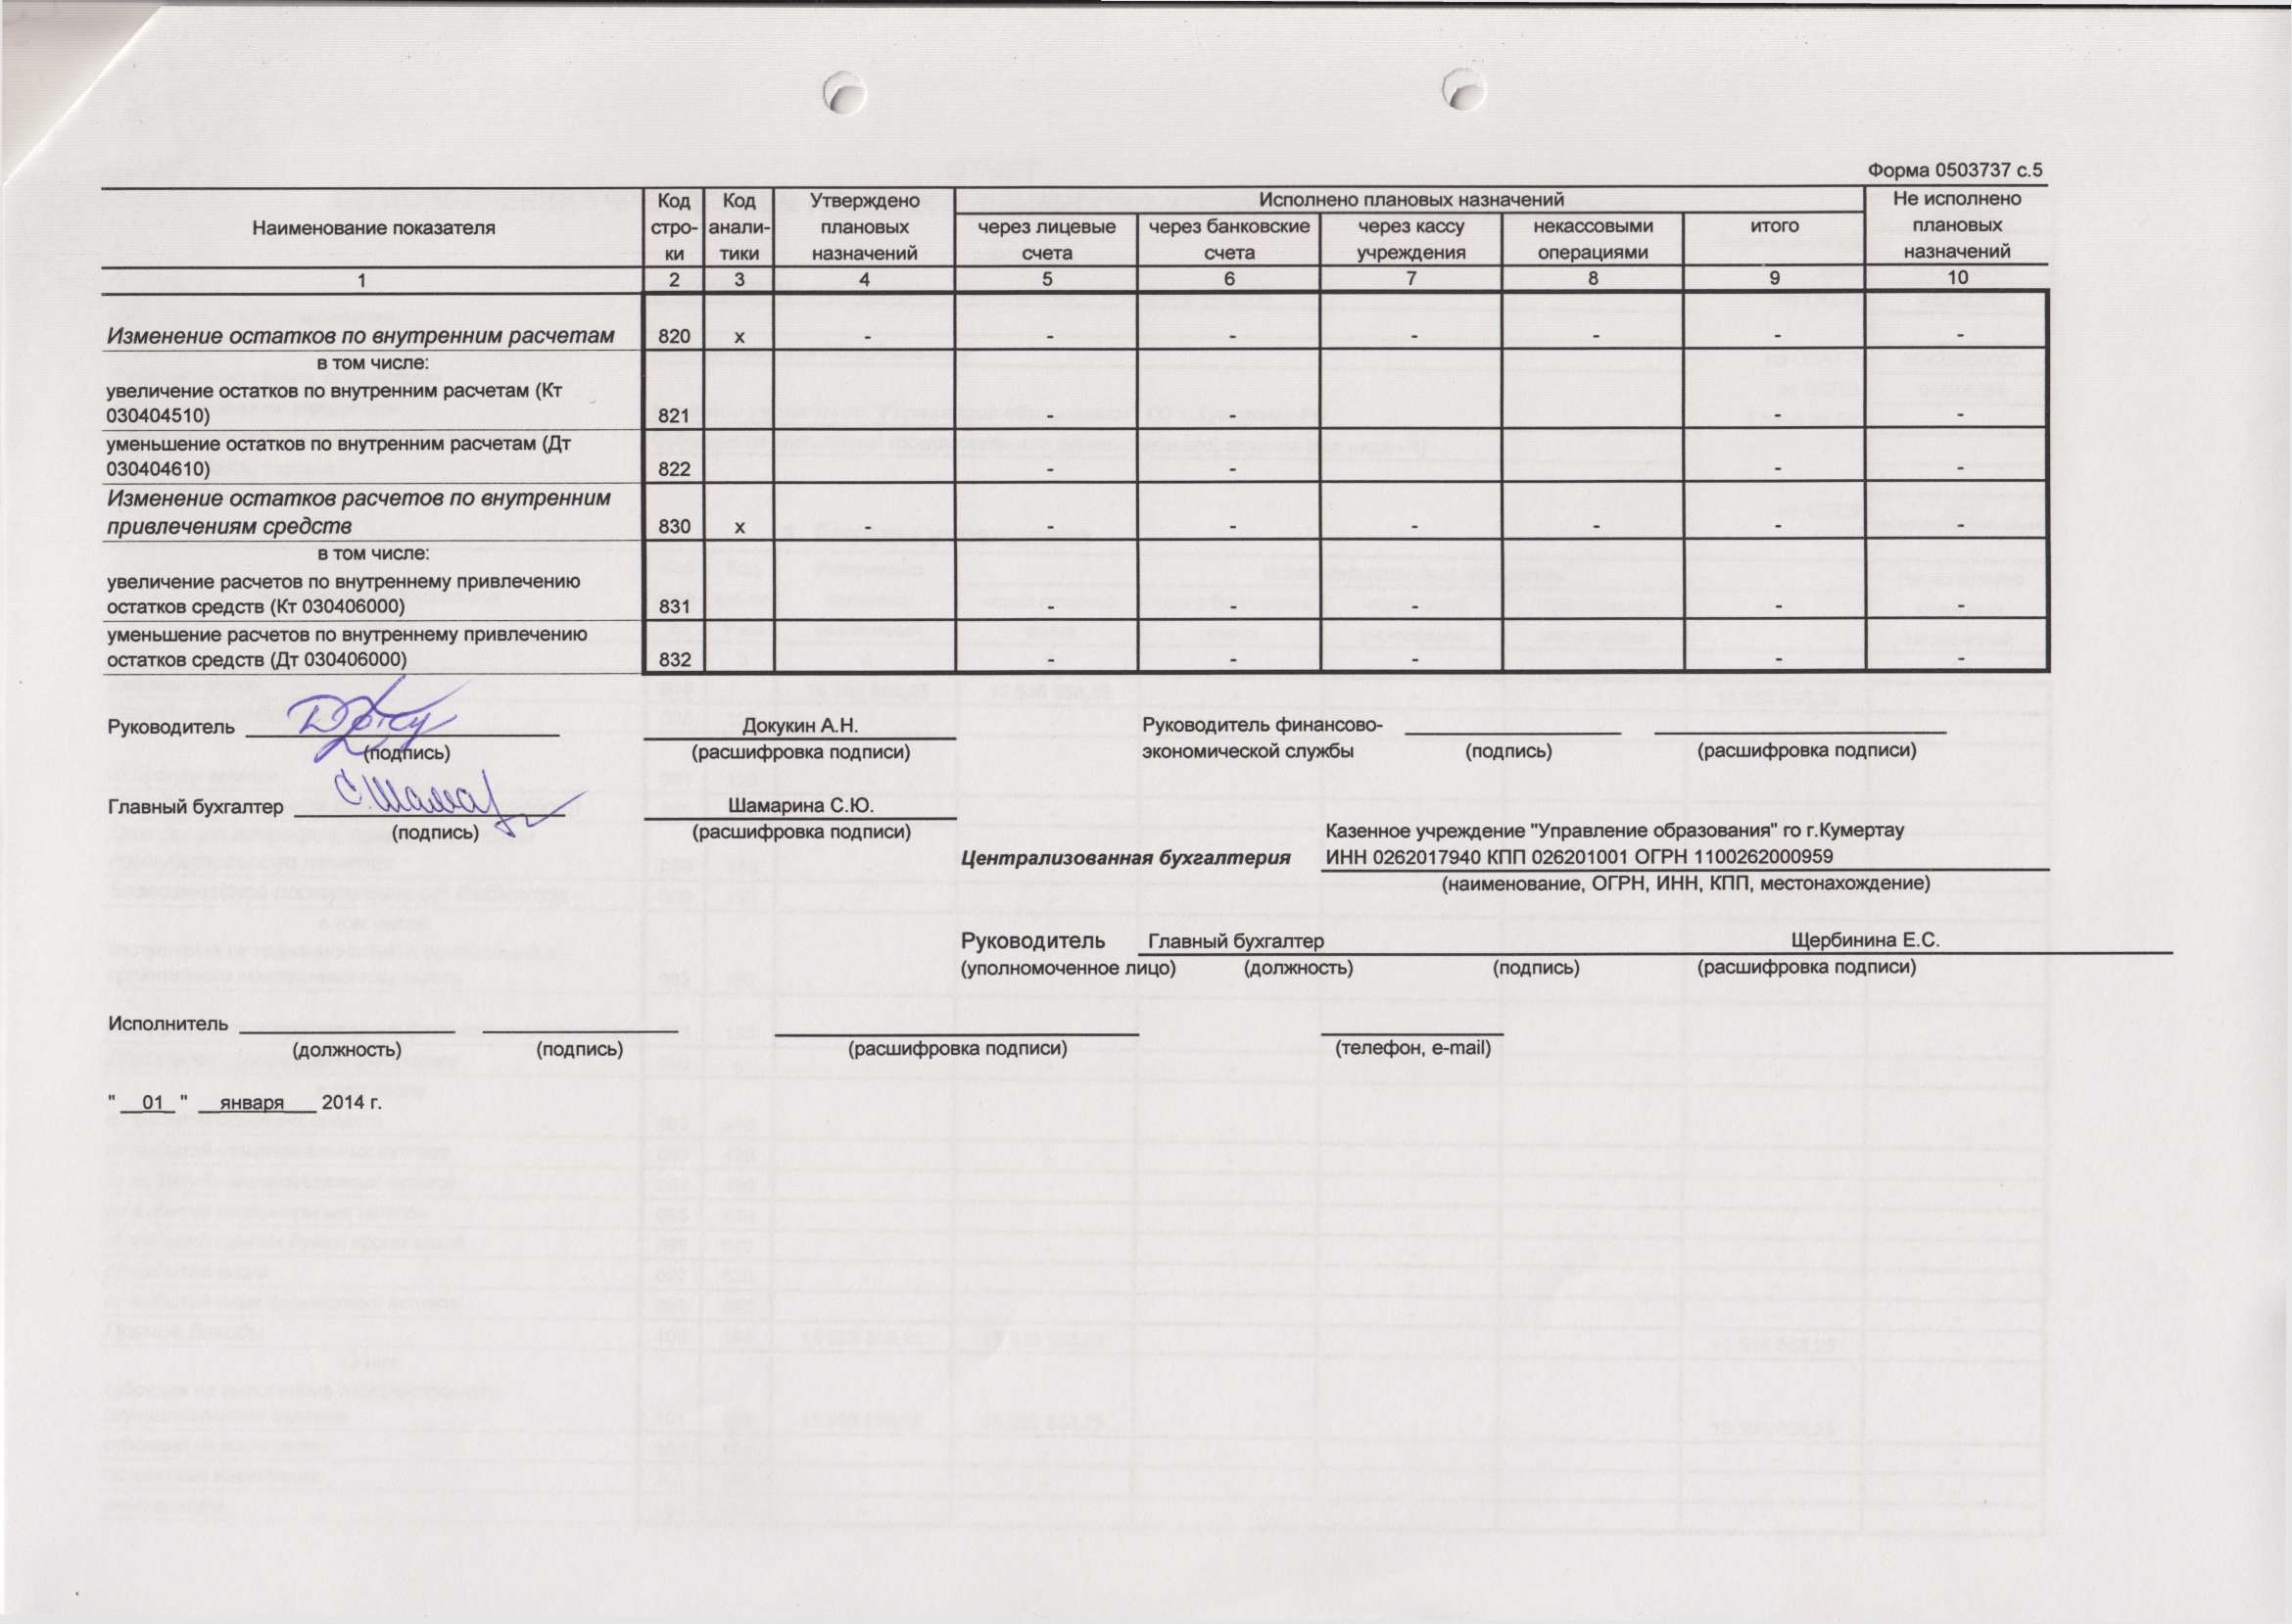 Форма 0503737 с.5
Наименование показателя
Код стро- ки
Код анали- тики
Утверждено плановых назначений
Исполнено плановых назначений
Не исполнено плановых назначений
через лицевые счета
через банковские счета
через кассу учреждения
некассовыми операциями
итого
1 2 3 4 5 6 7 8 9 10
Изменение остатков по внутренним расчетам 820 х - - - - - - -
в том числе:
увеличение остатков по внутренним расчетам (Кт
030404510) 821 - - - -
уменьшение остатков по внутренним расчетам (Дт
030404610) 822 - - - -
Изменение остатков расчетов по внутренним
привлечениям средств 830 х - - - - - - -
в том числе:
увеличение расчетов по внутреннему привлечению
остатков средств (Кт 030406000) 831 - - - - -
уменьшение расчетов по внутреннему привлечению
остатков средств (Дт 030406000) 832 - - - - -
Руководитель Докукин А.Н.
(подпись) (расшифровка подписи)
Руководитель финансово-
экономической службы (подпись) (расшифровка подписи)
Главный бухгалтер С.Шамар Шамарина С.Ю.
(подпись) (расшифровка подписи)
Казенное учреждение "Управление образования" го г.Кумертау
Централизованная бухгалтерия ИНН 0262017940 КПП 026201001 ОГРН 1100262000959
(наименование, ОГРН, ИНН, КПП, местонахождение)
Руководитель Главный бухгалтер Щербинина Е.С.
(уполномоченное лицо) (должность) (подпись) (расшифровка подписи)
Исполнитель
(должность) (подпись) (расшифровка подписи) (телефон, e-mail)
" 01 " января 2014 г.